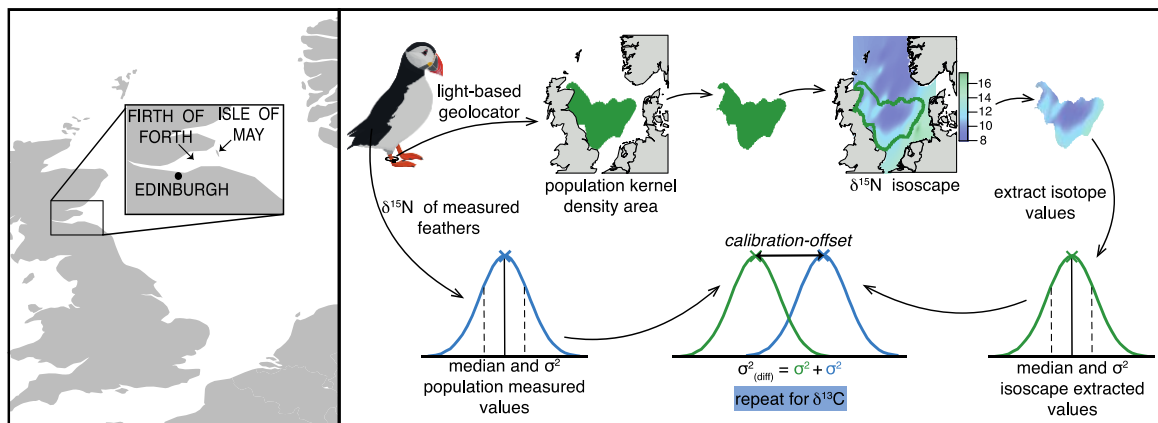 FIRTH OF
FORTH
ISLE OF
MAY
EDINBURGH
light-based
geolocator
population kernel
density area
16
14
12
10
8
δ¹⁵N isoscape
extract isotope
values
δ¹⁵N of measured
feathers
calibration-offset
median and σ²
population measured
values
σ²(diff) = σ² + σ²
repeat for δ¹³C
median and σ²
isoscape extracted
values